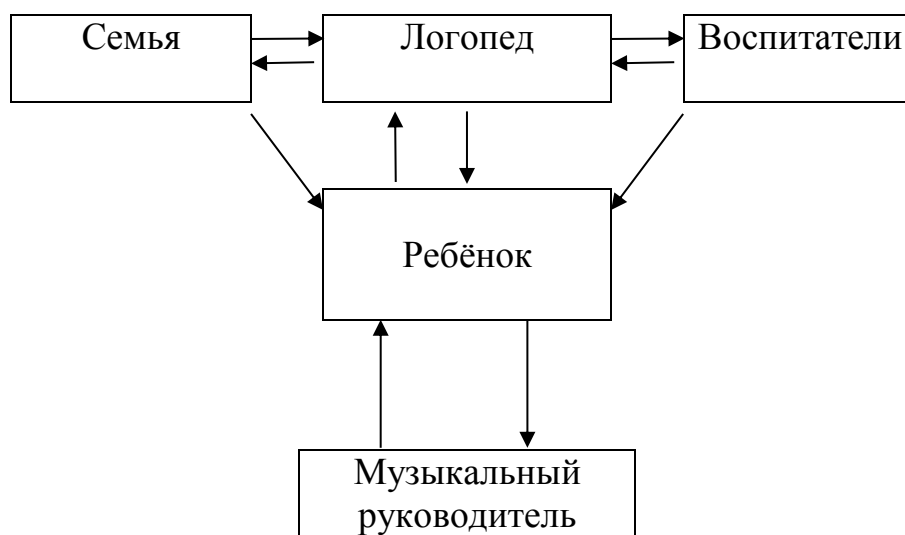 Семья
Логопед
Воспитатели
Ребёнок
Музыкальный
руководитель